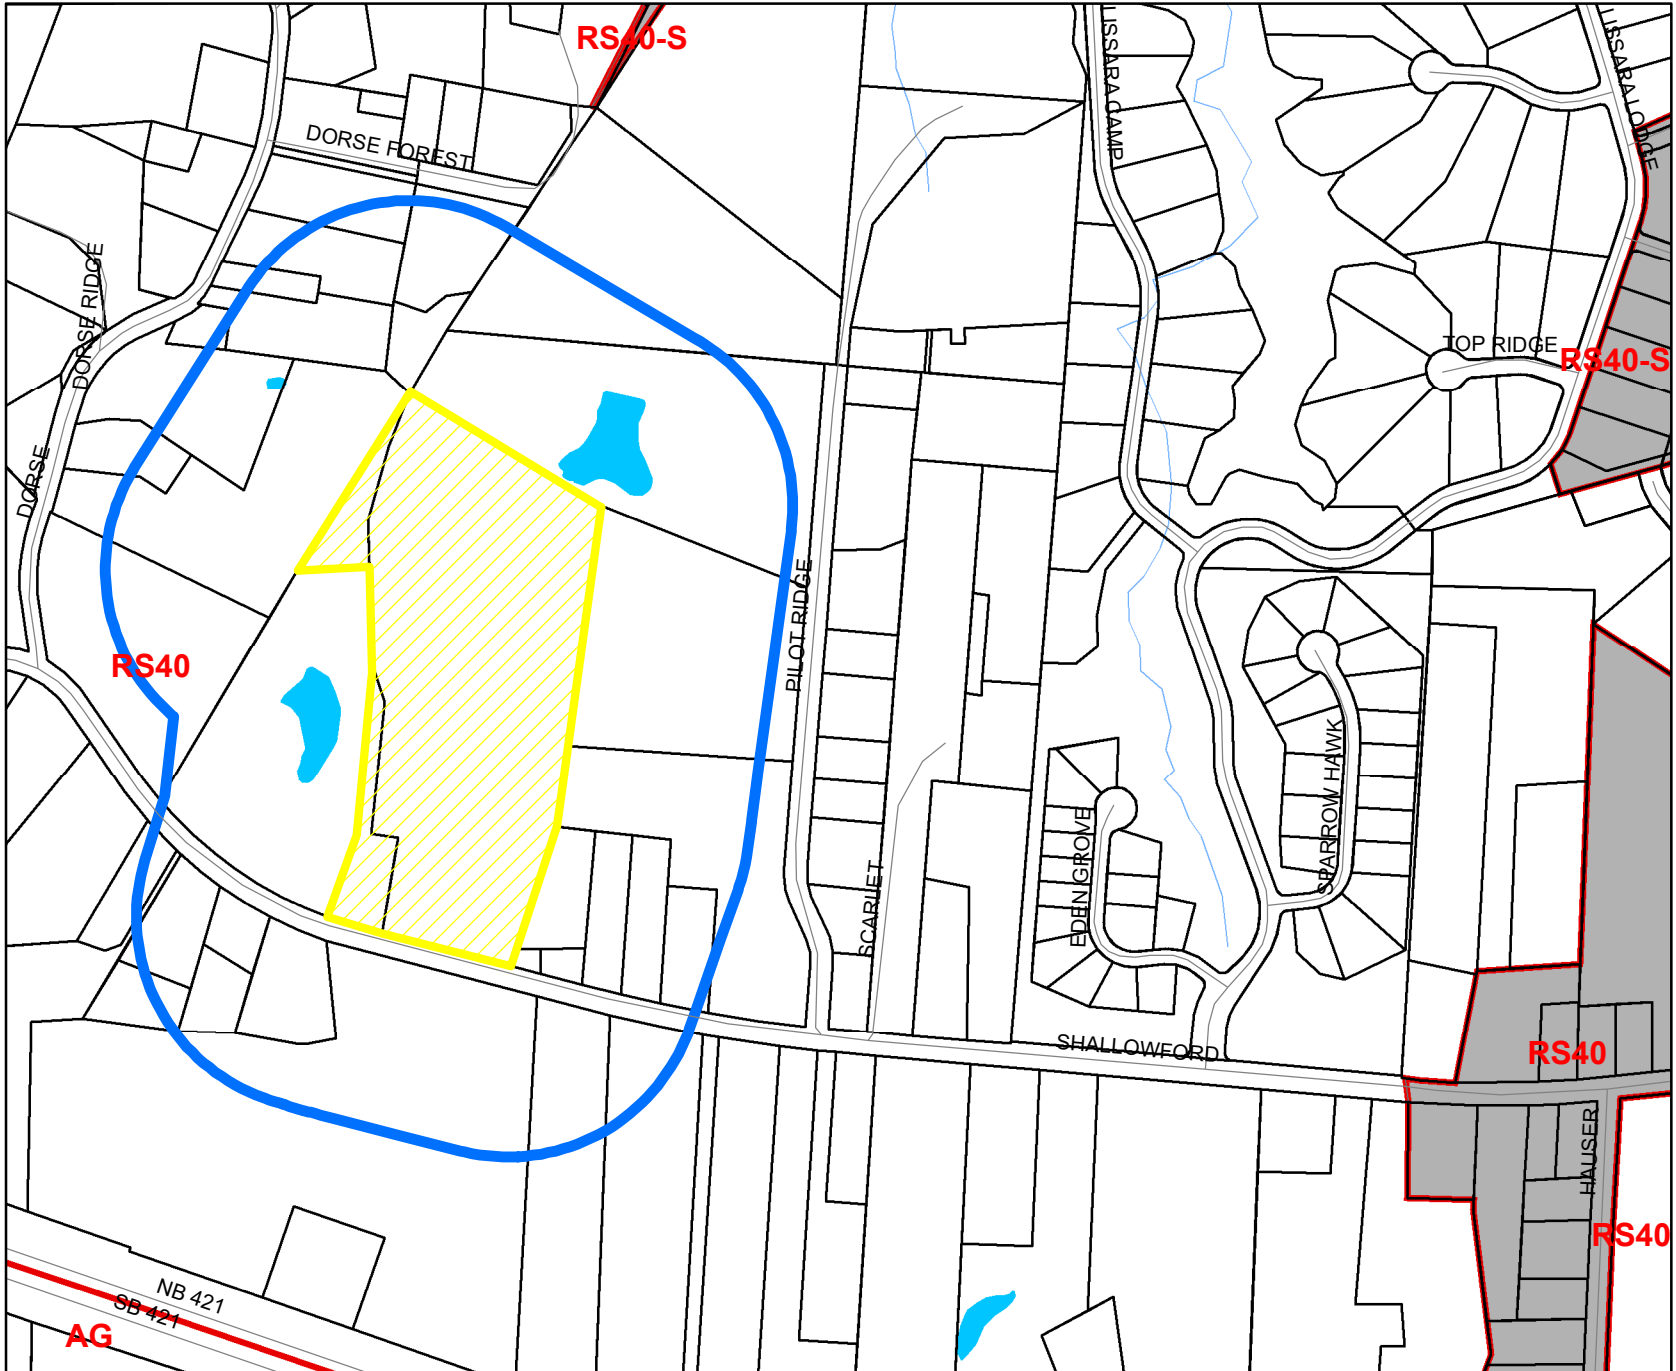 RS40-S
LISSARA CAMP
LISSARA LODGE
DORSE FOREST
DORSE RIDGE
TOP RIDGE
RS40-S
DORSE
PILOT RIDGE
RS40
SPARROW HAWK
EDEN GROVE
SCARLET
SHALLOWFORD
RS40
HAUSER
RS40
NB 421
SB 421
AG